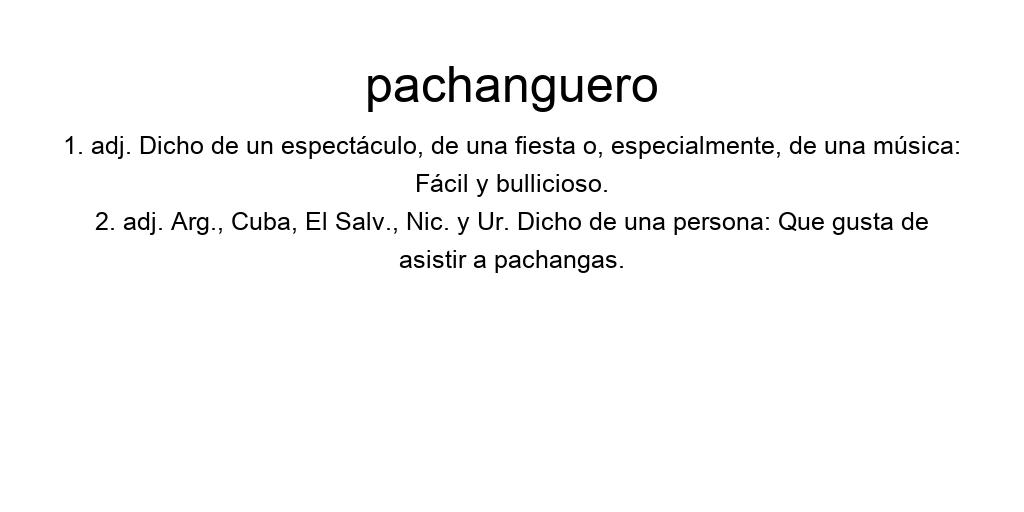 pachanguero
1. adj. Dicho de un espectáculo, de una fiesta o, especialmente, de una música:
Fácil y bullicioso.
2. adj. Arg., Cuba, El Salv., Nic. y Ur. Dicho de una persona: Que gusta de
asistir a pachangas.